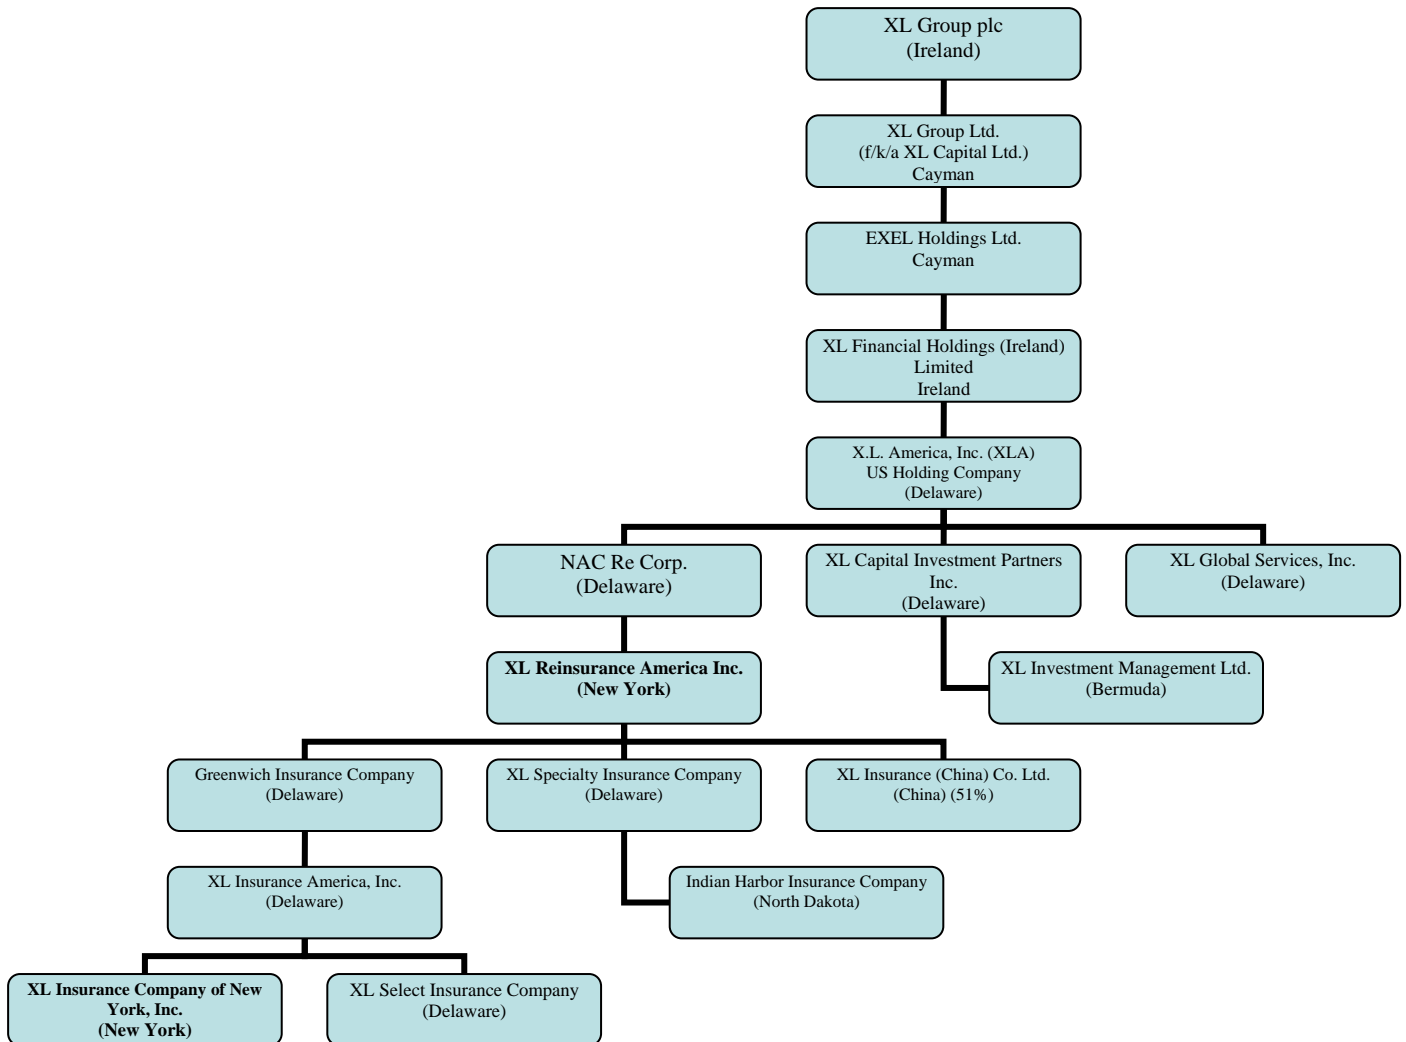 XL Group plc
(Ireland)
XL Group Ltd.
(f/k/a XL Capital Ltd.)
Cayman
EXEL Holdings Ltd.
Cayman
XL Financial Holdings (Ireland)
Limited
Ireland
X.L. America, Inc. (XLA)
US Holding Company
(Delaware)
NAC Re Corp.
(Delaware)
XL Capital Investment Partners
Inc.
(Delaware)
XL Global Services, Inc.
(Delaware)
XL Reinsurance America Inc.
(New York)
XL Investment Management Ltd.
(Bermuda)
Greenwich Insurance Company
(Delaware)
XL Specialty Insurance Company
(Delaware)
XL Insurance (China) Co. Ltd.
(China) (51%)
XL Insurance America, Inc.
(Delaware)
Indian Harbor Insurance Company
(North Dakota)
XL Insurance Company of New
York, Inc.
(New York)
XL Select Insurance Company
(Delaware)